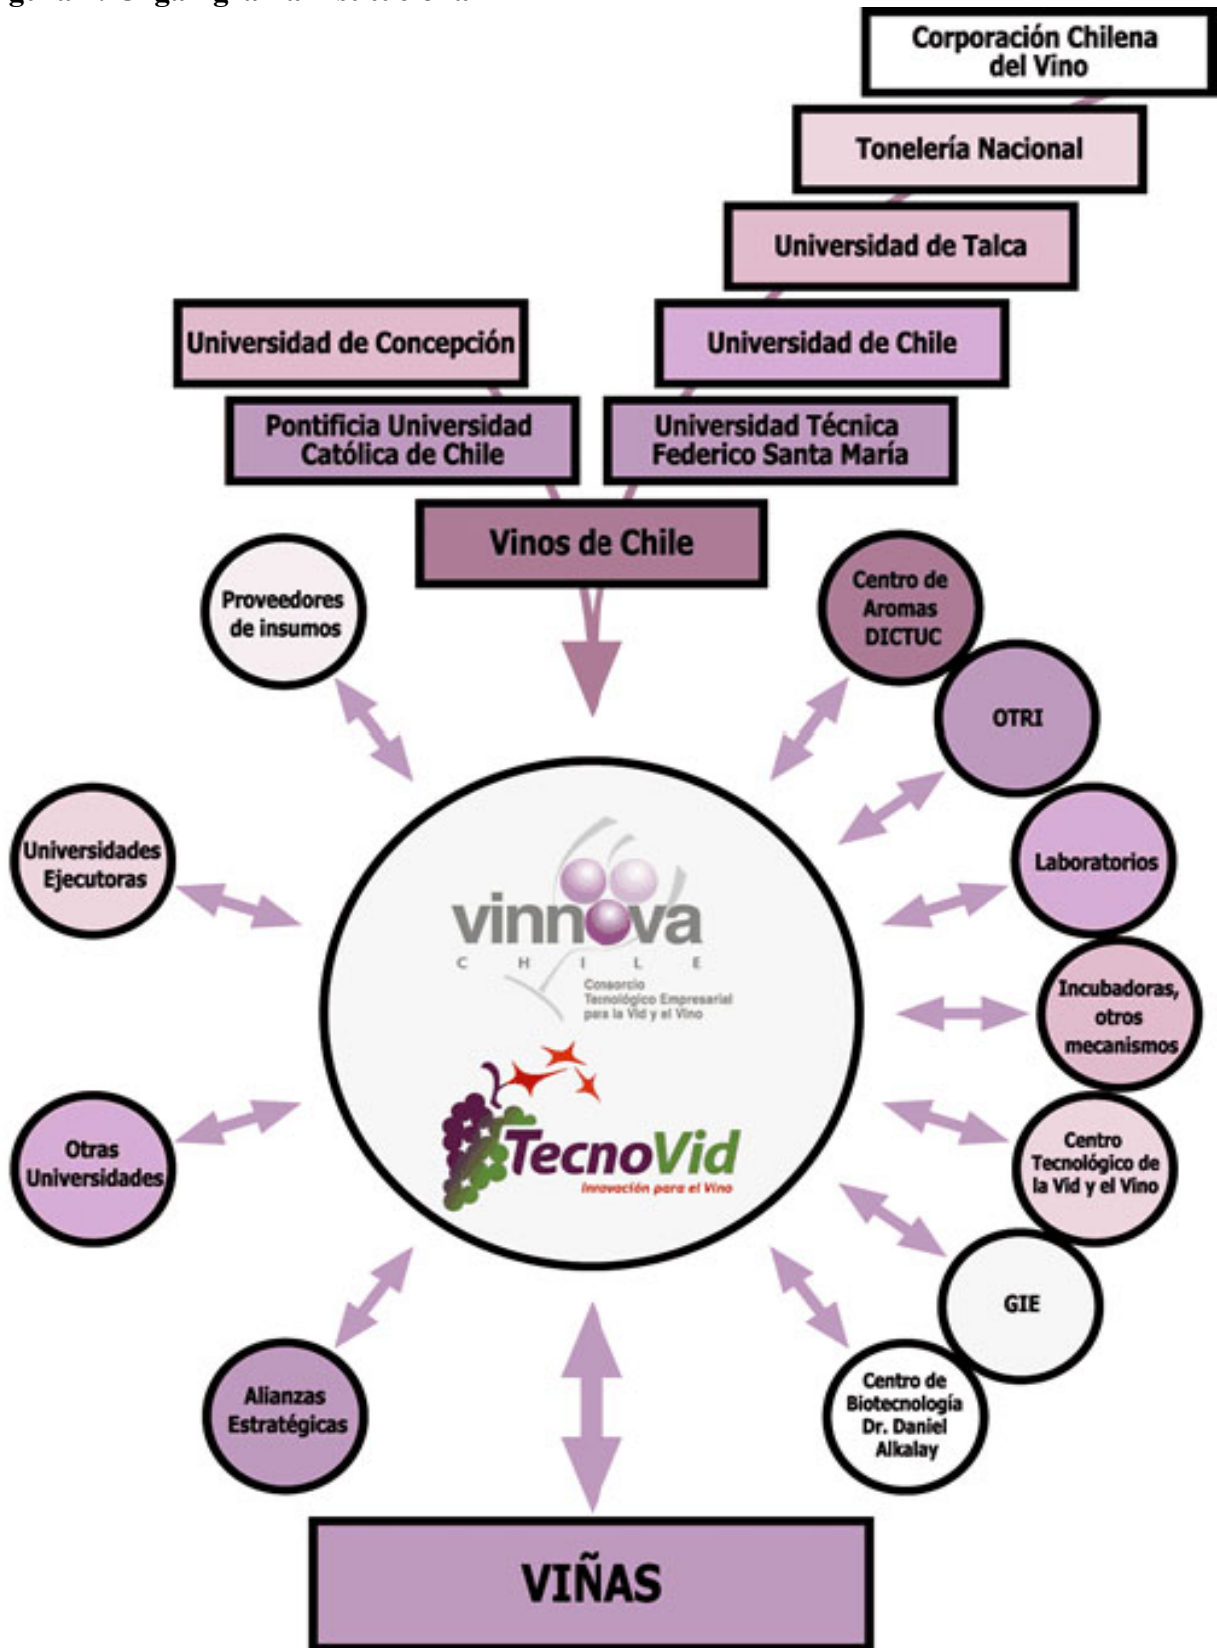 Corporación Chilena
del Vino
Tonelería Nacional
Universidad de Talca
Universidad de Concepción
Universidad de Chile
Pontificia Universidad
Católica de Chile
Universidad Técnica
Federico Santa María
Vinos de Chile
Proveedores
de insumos
Centro de
Aromas
DICTUC
OTRI
Universidades
Ejecutoras
Laboratorios
vinnova
CHILE
Consorcio
Tecnológico Empresarial
para la Vid y el Vino
Incubadoras,
otros
mecanismos
TecnoVid
Innovación para el Vino
Otras
Universidades
Centro
Tecnológico de
la Vid y el Vino
GIE
Alianzas
Estratégicas
Centro de
Biotecnología
Dr. Daniel
Alkalay
VIÑAS